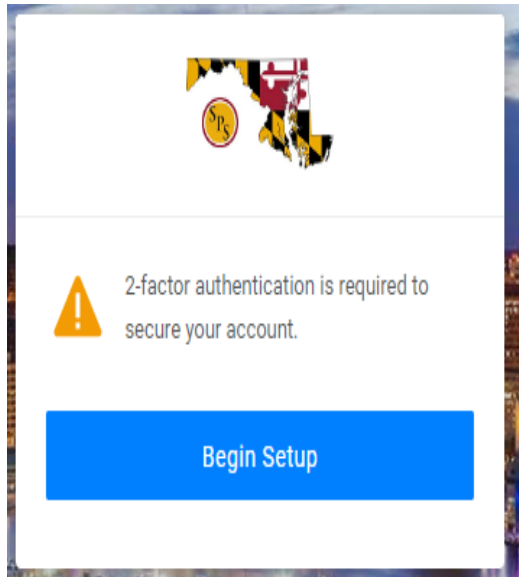 SPS
2-factor authentication is required to
secure your account.
Begin Setup